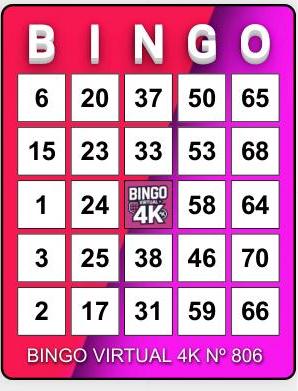 B I N G O
6 20 37 50 65
15 23 33 53 68
1 24 BINGO VIRTUAL 4K 58 64
3 25 38 46 70
2 17 31 59 66
BINGO VIRTUAL 4K Nº 806